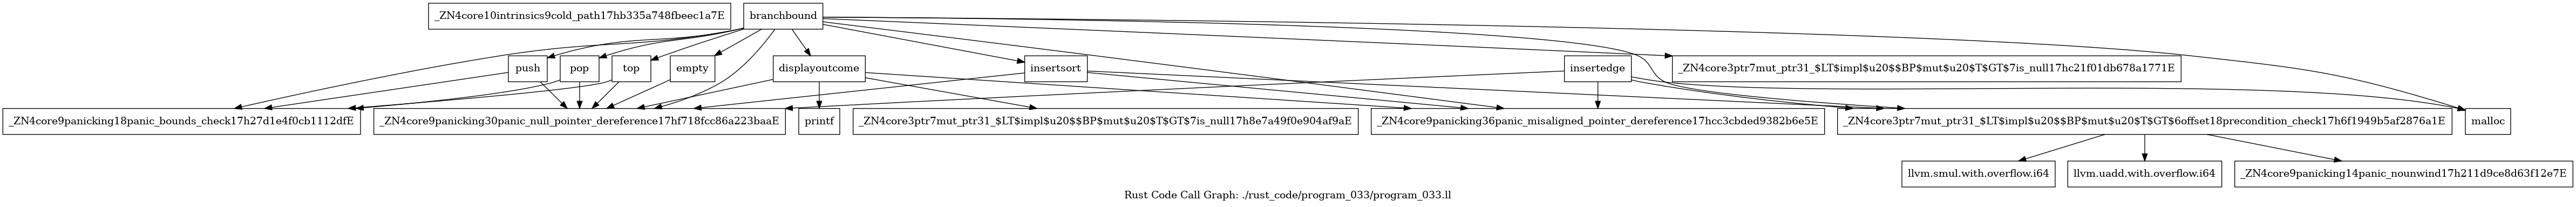 _ZN4core10intrinsics9cold_path17hb335a748fbeec1a7E
branchbound
push
pop
top
empty
displayoutcome
insertsort
insertedge
_ZN4core3ptr7mut_ptr31_$LT$impl$u20$$BP$mut$u20$T$GT$7is_null17hc21f01db678a1771E
_ZN4core9panicking18panic_bounds_check17h27d1e4f0cb1112dfE
_ZN4core9panicking30panic_null_pointer_dereference17hf718fcc86a223baaE
printf
_ZN4core3ptr7mut_ptr31_$LT$impl$u20$$BP$mut$u20$T$GT$7is_null17h8e7a49f0e904af9aE
_ZN4core9panicking36panic_misaligned_pointer_dereference17hcc3cbded9382b6e5E
_ZN4core3ptr7mut_ptr31_$LT$impl$u20$$BP$mut$u20$T$GT$6offset18precondition_check17h6f1949b5af2876a1E
malloc
llvm.smul.with.overflow.i64
llvm.uadd.with.overflow.i64
_ZN4core9panicking14panic_nounwind17h211d9ce8d63f12e7E
Rust Code Call Graph: ./rust_code/program_033/program_033.ll